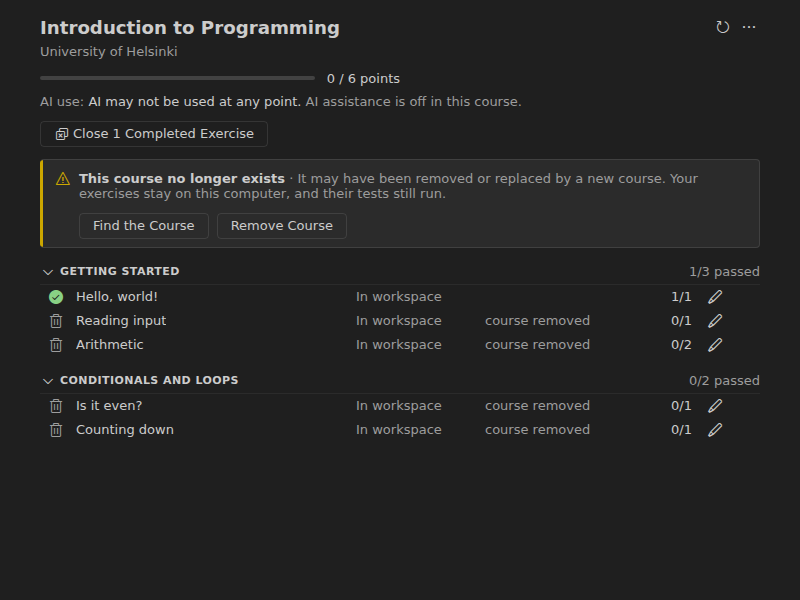 Introduction to Programming
University of Helsinki
0 / 6 points
AI use: AI may not be used at any point. AI assistance is off in this course.
Close 1 Completed Exercise
This course no longer exists · It may have been removed or replaced by a new course. Your
exercises stay on this computer, and their tests still run.
Find the Course Remove Course
GETTING STARTED 1/3 passed
Hello, world! In workspace 1/1
Reading input In workspace course removed 0/1
Arithmetic In workspace course removed 0/2
CONDITIONALS AND LOOPS 0/2 passed
Is it even? In workspace course removed 0/1
Counting down In workspace course removed 0/1